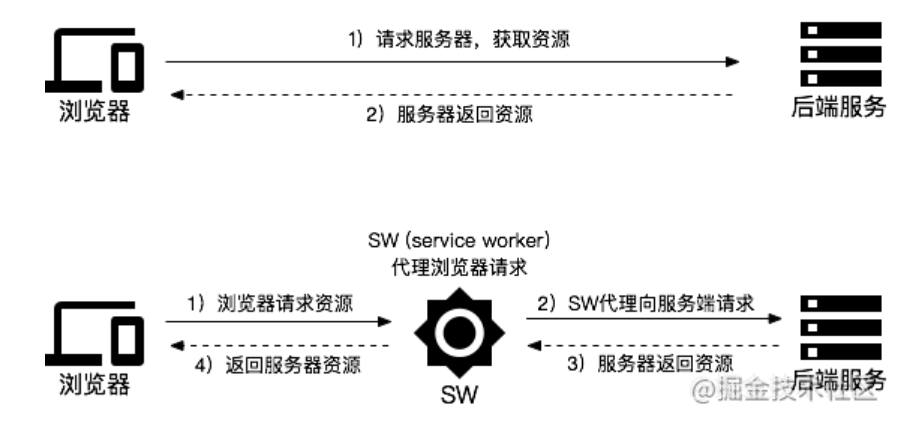 1）请求服务器，获取资源
浏览器
2）服务器返回资源
后端服务
SW (service worker)
代理浏览器请求
1）浏览器请求资源
2）SW代理向服务端请求
4）返回服务器资源
3）服务器返回资源
浏览器
SW
后端服务
@掘金技术社区